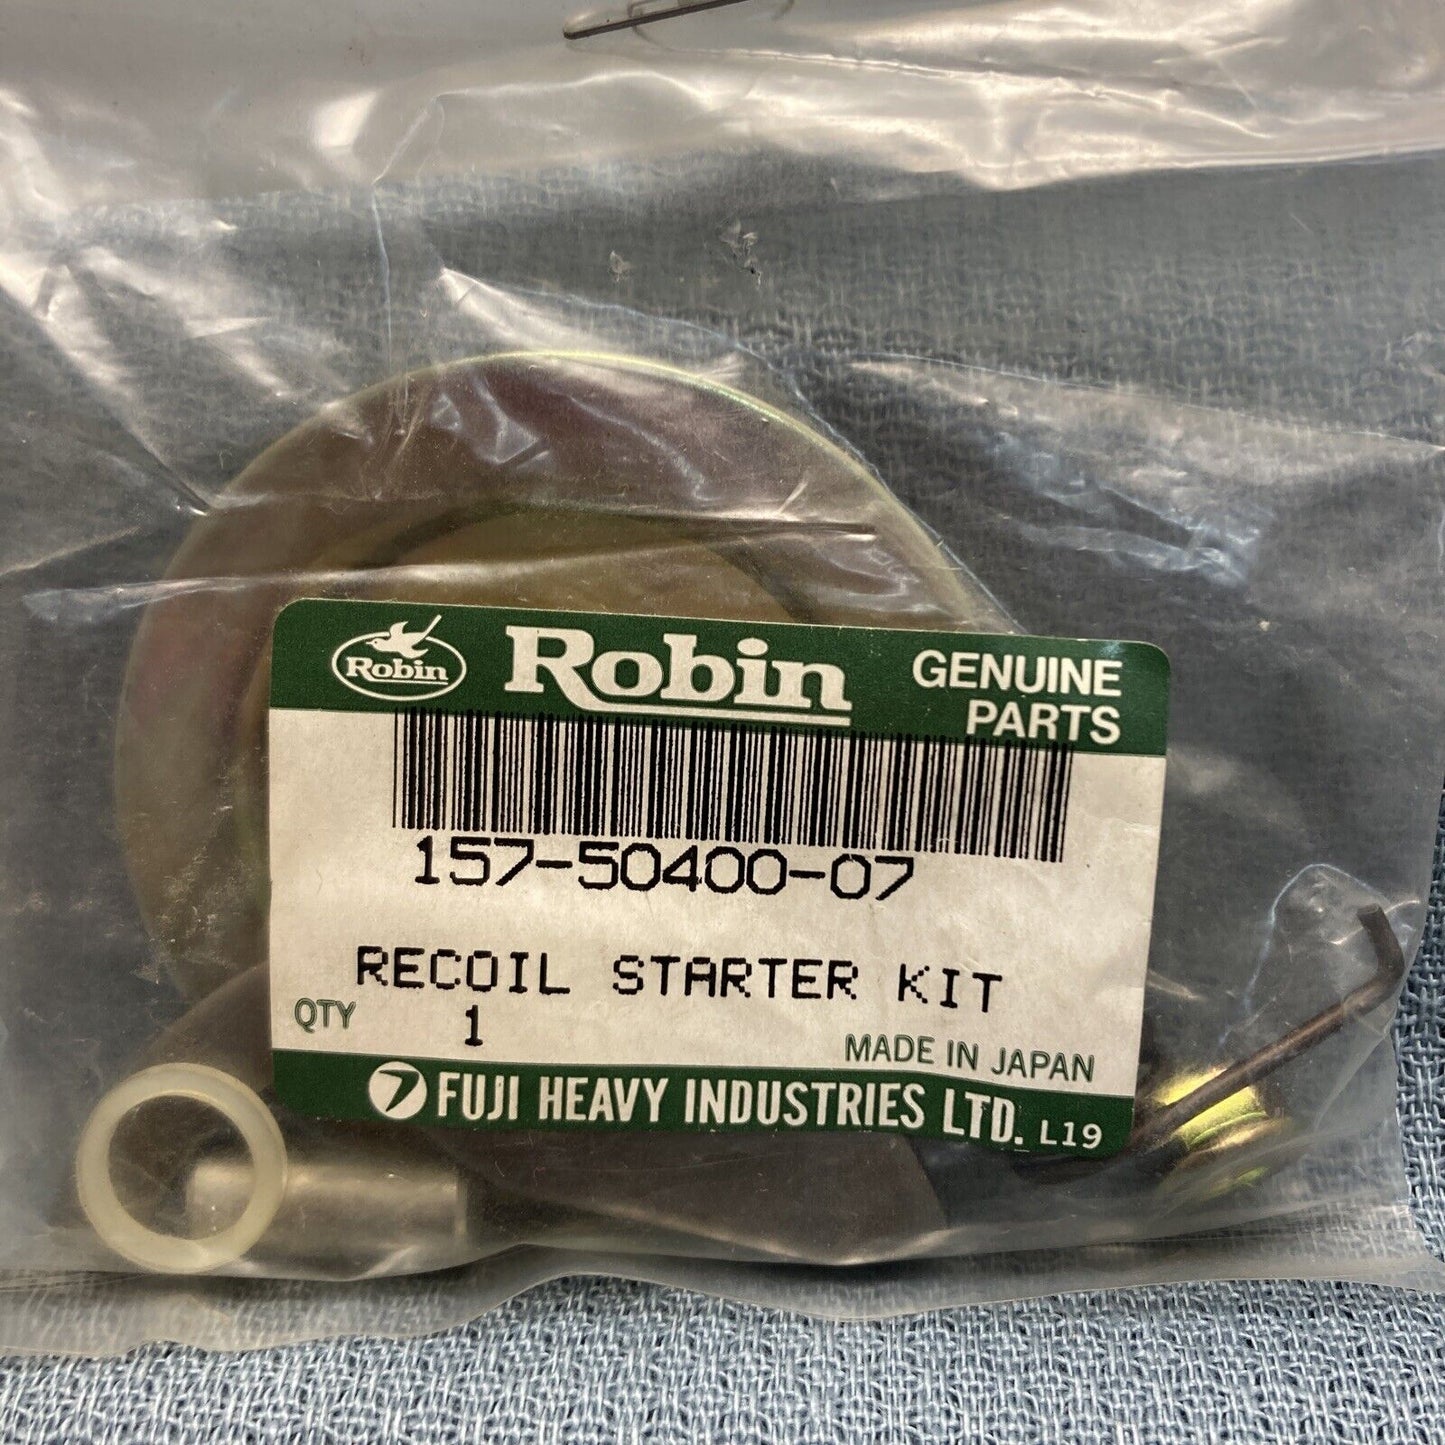 Robin
Robin
GENUINE
PARTS
157-50400-07
RECOIL STARTER KIT
QTY 1
MADE IN JAPAN
FUJI HEAVY INDUSTRIES LTD. L19